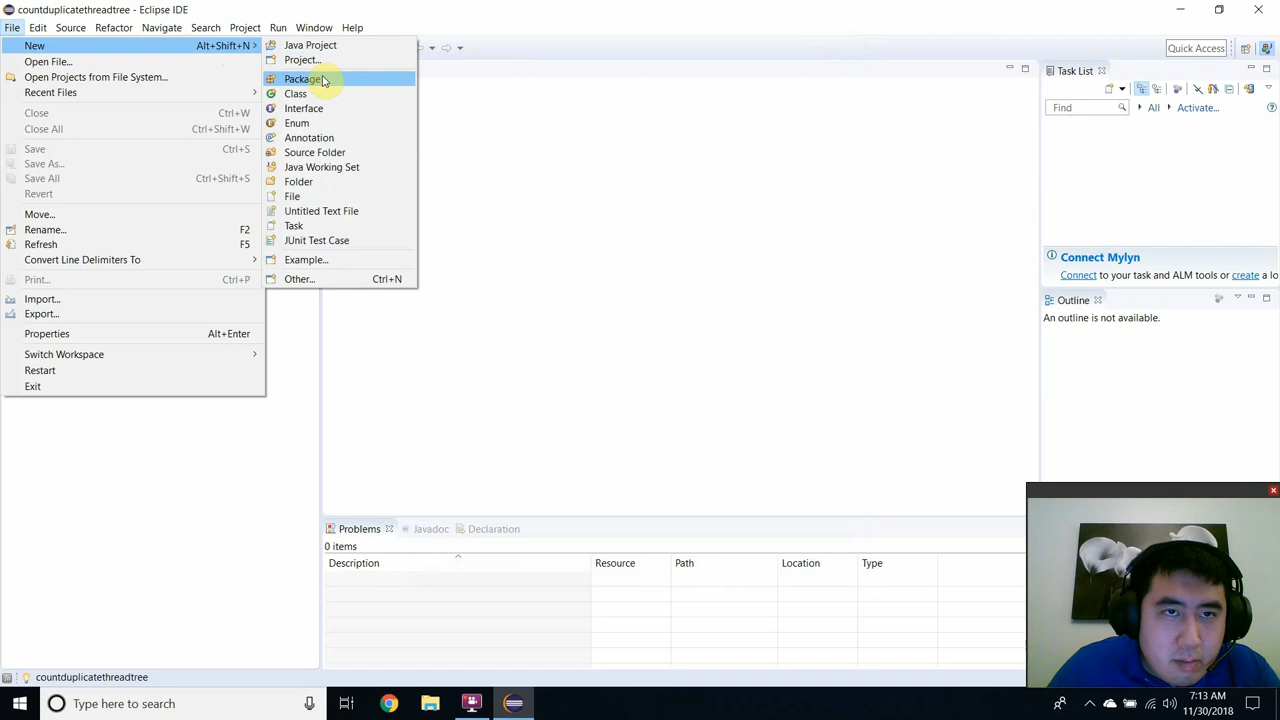 countduplicatethreadtree - Eclipse IDE
File Edit Source Refactor Navigate Search Project Run Window Help
New Alt+Shift+N
Open File...
Open Projects from File System...
Recent Files
Close Ctrl+W
Close All Ctrl+Shift+W
Save Ctrl+S
Save As...
Save All Ctrl+Shift+S
Revert
Move...
Rename... F2
Refresh F5
Convert Line Delimiters To
Print... Ctrl+P
Import...
Export...
Properties Alt+Enter
Switch Workspace
Restart
Exit
Java Project
Project...
Package
Class
Interface
Enum
Annotation
Source Folder
Java Working Set
Folder
File
Untitled Text File
Task
JUnit Test Case
Example...
Other... Ctrl+N
Quick Access
Task List
Find All Activate...
Connect Mylyn
Connect to your task and ALM tools or create a lo
Outline
An outline is not available.
Problems Javadoc Declaration
0 items
Description Resource Path Location Type
countduplicatethreadtree
Type here to search
7:13 AM
11/30/2018